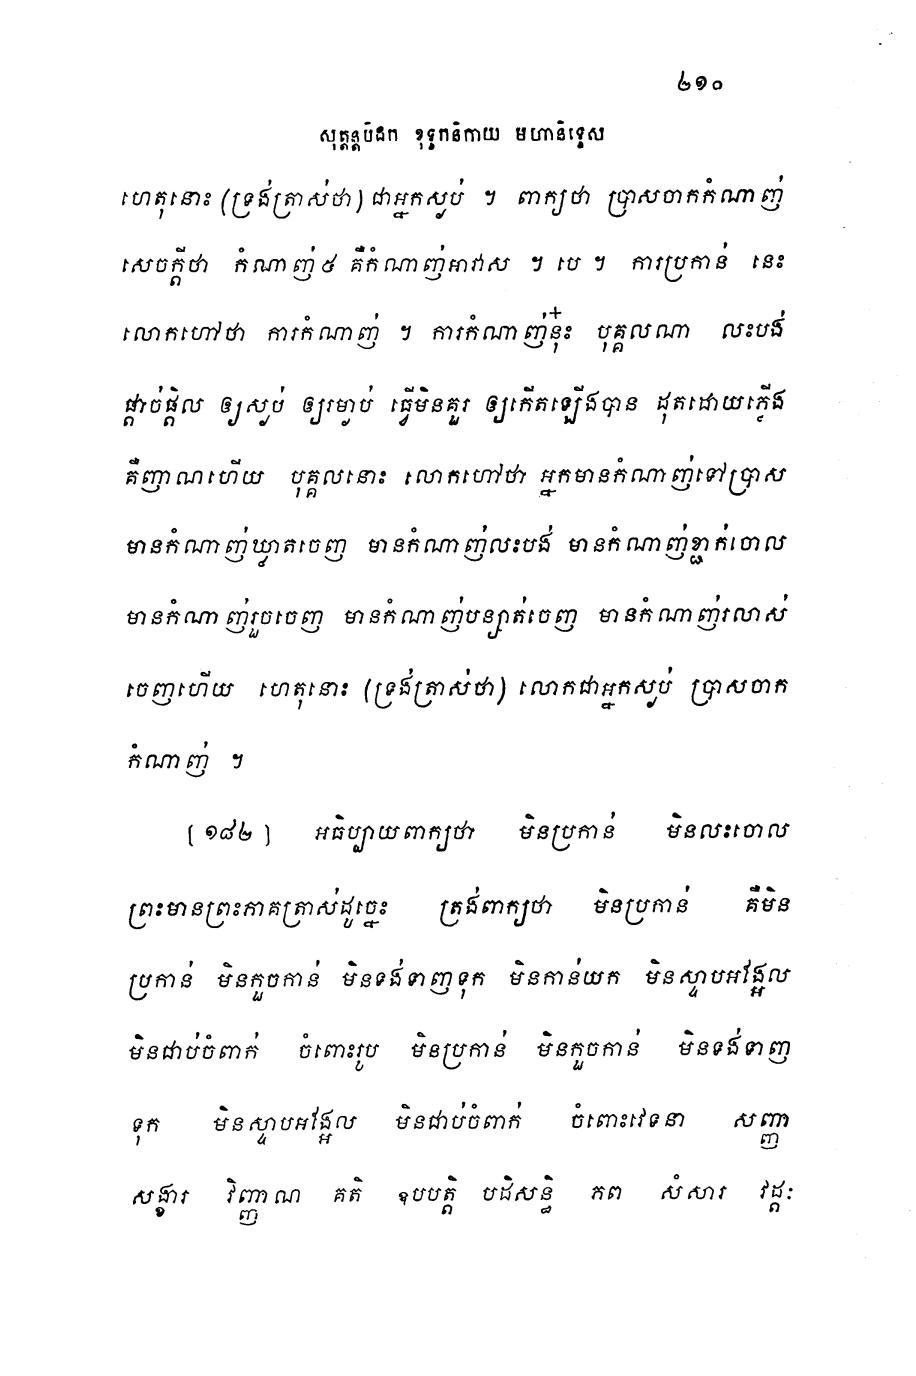 ២១០
សុត្តន្តបិដក ខុទ្ទកនិកាយ មហានិទ្ទេស
ហេតុនោះ (ទ្រង់ត្រាស់ថា) ជាអ្នកស្ងប់ ។ ពាក្យថា ប្រាសចាកកំណាញ់
សេចក្តីថា កំណាញ់៥ គឺកំណាញ់អាវាស ។ បេ ។ ការប្រកាន់ នេះ
លោកហៅថា ការកំណាញ់ ។ ការកំណាញ់នុ៎ះ បុគ្គលណា លះបង់
ផ្តាច់ផ្តិល ឲ្យស្ងប់ ឲ្យរម្ងាប់ ធ្វើមិនគួរ ឲ្យកើតឡើងបាន ដុតដោយភ្លើង
គឺញាណហើយ បុគ្គលនោះ លោកហៅថា អ្នកមានកំណាញ់ទៅប្រាស
មានកំណាញ់ឃ្លាតចេញ មានកំណាញ់លះបង់ មានកំណាញ់ខ្ជាក់ចោល
មានកំណាញ់រួចចេញ មានកំណាញ់បន្សាត់ចេញ មានកំណាញ់រលាស់
ចេញហើយ ហេតុនោះ (ទ្រង់ត្រាស់ថា) លោកជាអ្នកស្ងប់ ប្រាសចាក
កំណាញ់ ។
[១៨២] អធិប្បាយពាក្យថា មិនប្រកាន់ មិនលះចោល
ព្រះមានព្រះភាគត្រាស់ដូច្នេះ ត្រង់ពាក្យថា មិនប្រកាន់ គឺមិន
ប្រកាន់ មិនកួចកាន់ មិនទង់ទាញទុក មិនកាន់យក មិនស្ទាបអង្អែល
មិនជាប់ចំពាក់ ចំពោះរូប មិនប្រកាន់ មិនកួចកាន់ មិនទង់ទាញ
ទុក មិនស្ទាបអង្អែល មិនជាប់ចំពាក់ ចំពោះវេទនា សញ្ញា
សង្ខារ វិញ្ញាណ គតិ ឧបបត្តិ បដិសន្ធិ ភព សំសារ វដ្តៈ